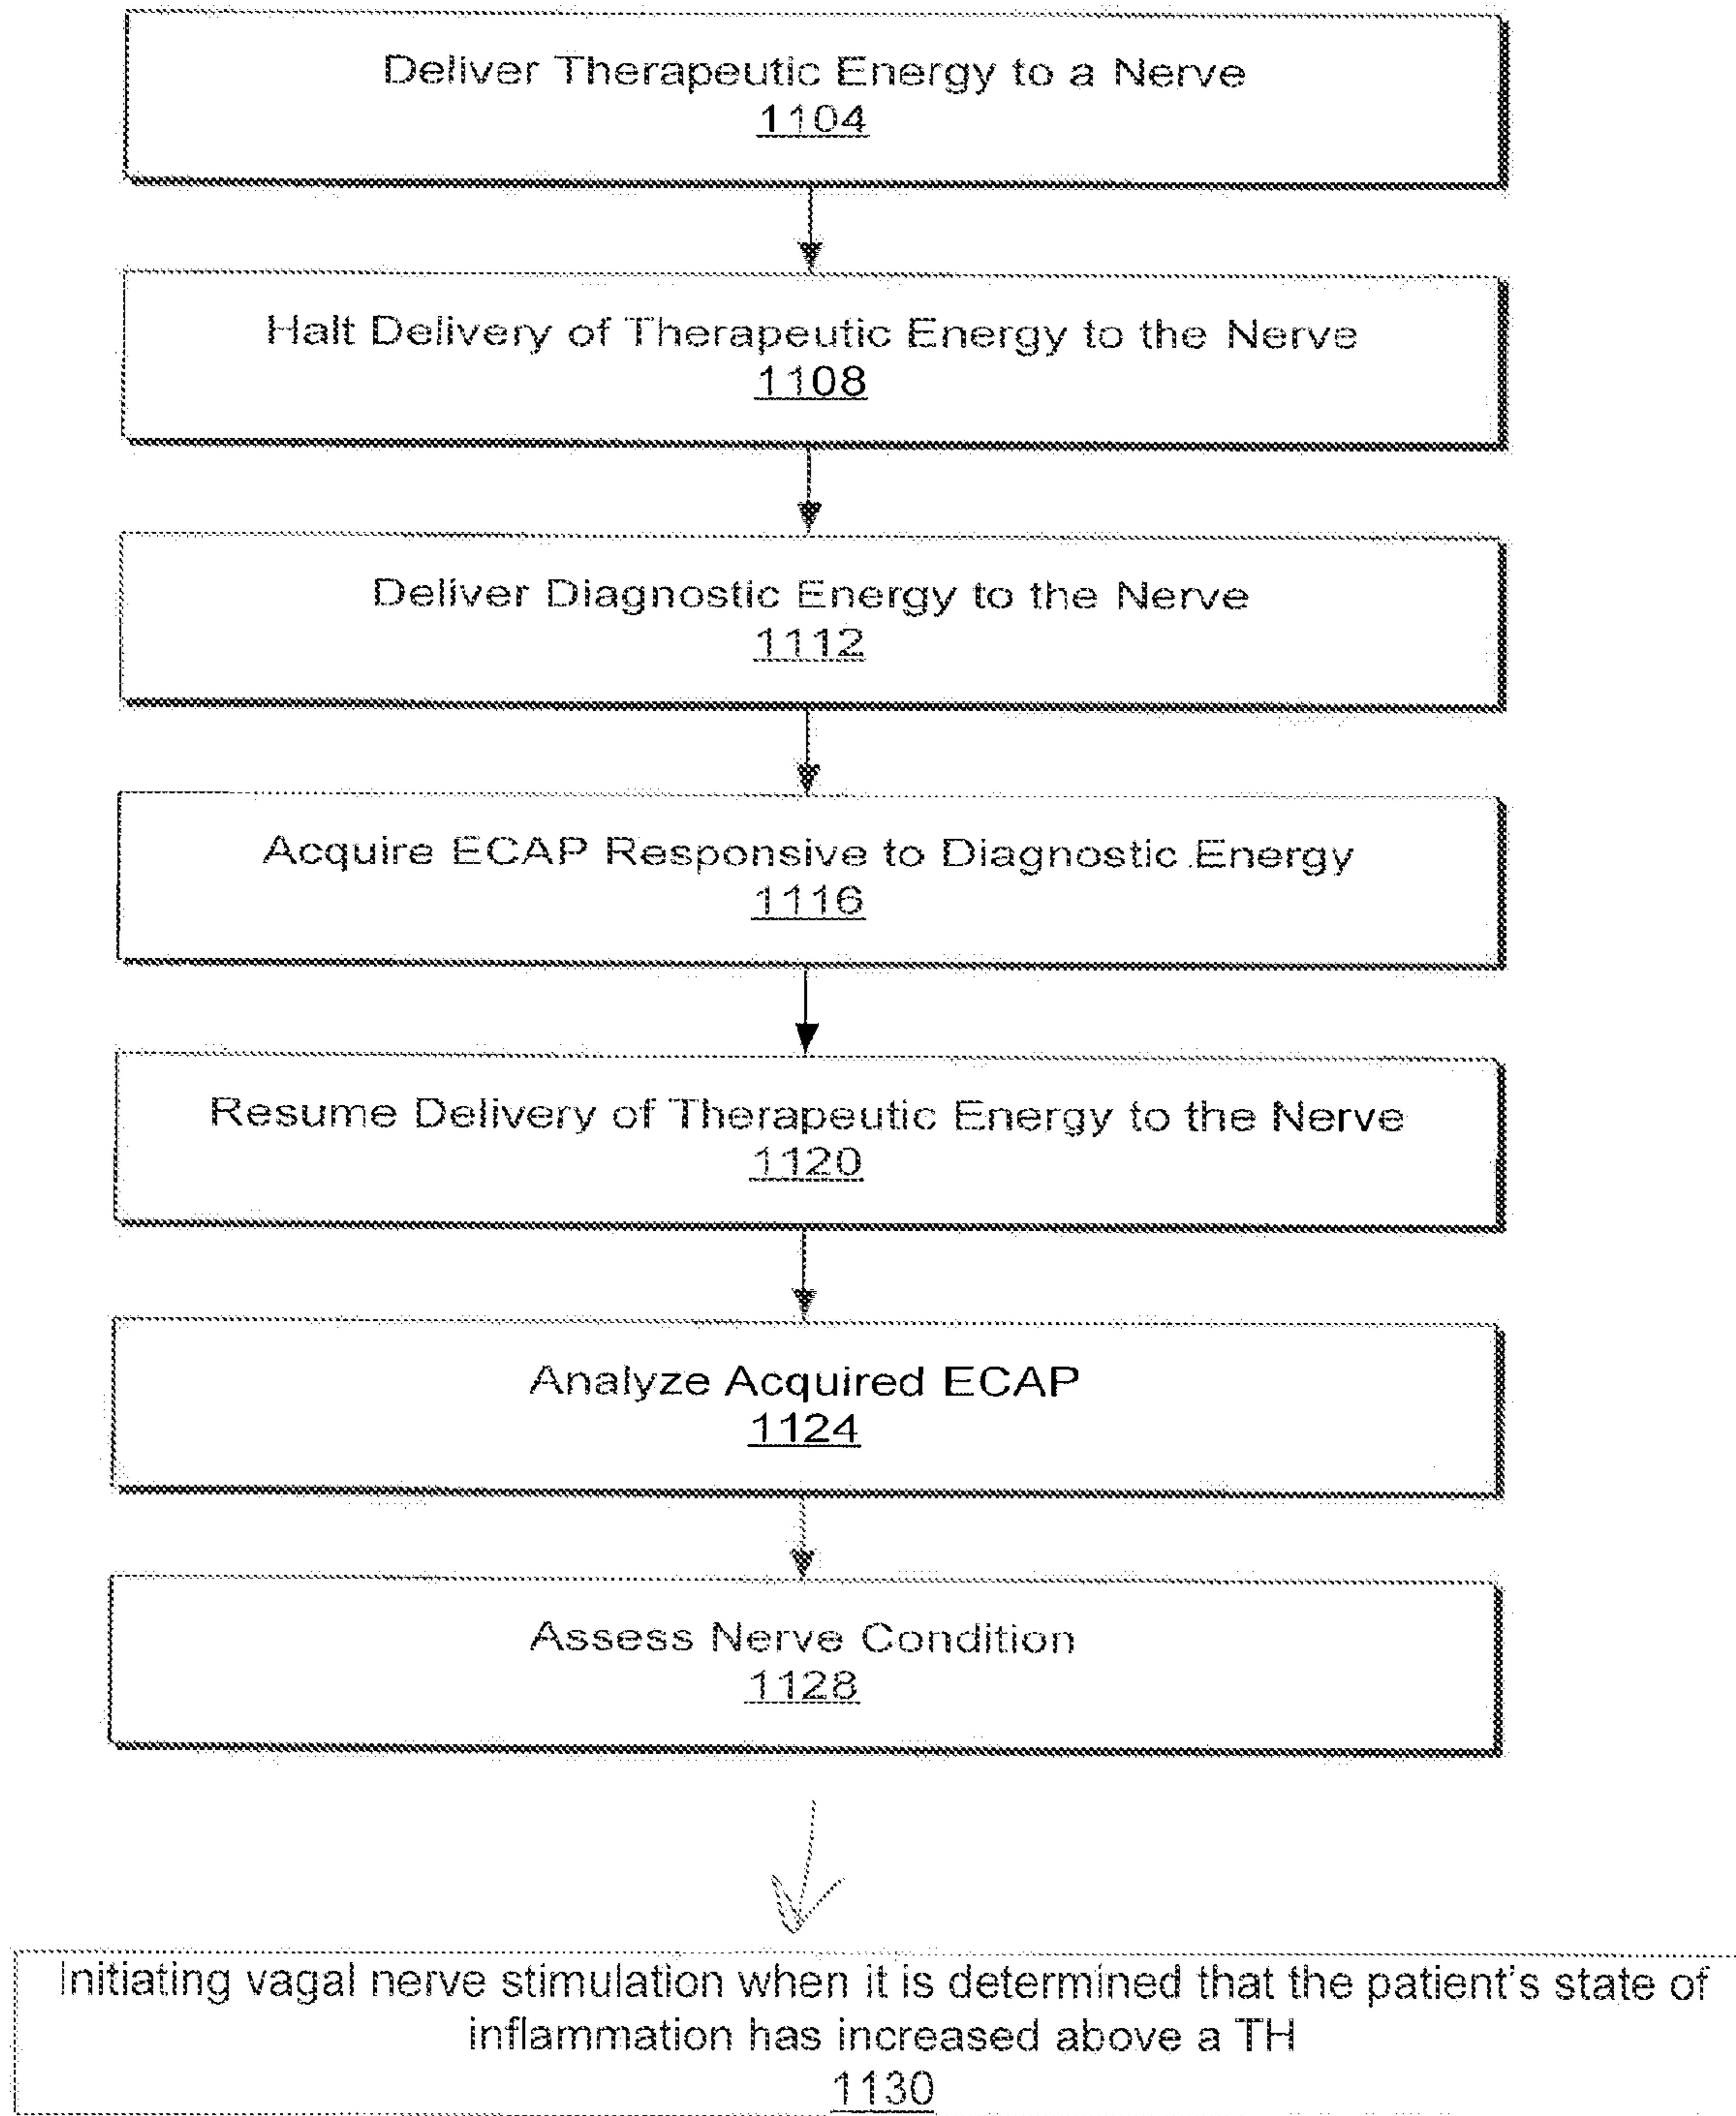 Deliver Therapeutic Energy to a Nerve
1104
Halt Delivery of Therapeutic Energy to the Nerve
1108
Deliver Diagnostic Energy to the Nerve
1112
Acquire ECAP Responsive to Diagnostic Energy
1116
Resume Delivery of Therapeutic Energy to the Nerve
1120
Analyze Acquired ECAP
1124
Assess Nerve Condition
1128
Initiating vagal nerve stimulation when it is determined that the patient's state of
inflammation has increased above a TH
1130